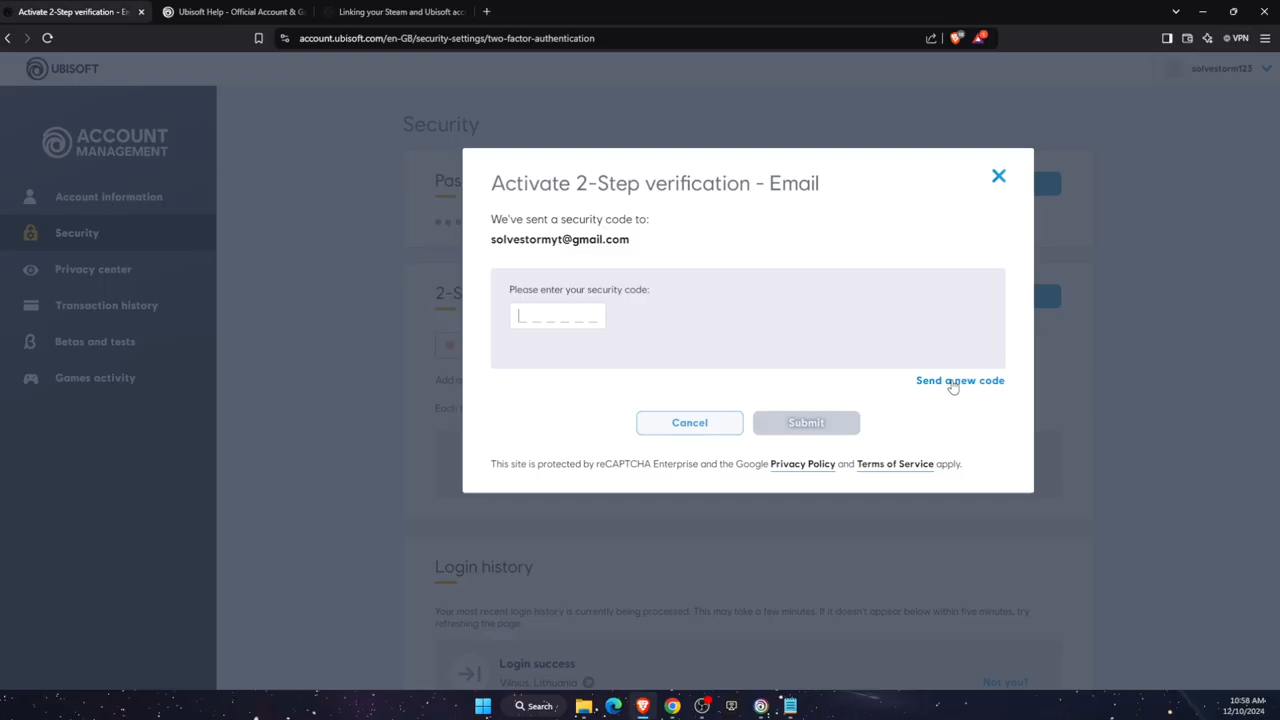 Activate 2-Step verification - En
Ubisoft Help - Official Account & G
Linking your Steam and Ubisoft acc
account.ubisoft.com/en-GB/security-settings/two-factor-authentication
VPN
UBISOFT
solvestorm123
ACCOUNT
MANAGEMENT
Account information
Security
Privacy center
Transaction history
Betas and tests
Games activity
Security
Pas
2-S
Add a
Each t
Activate 2-Step verification - Email
We've sent a security code to:
solvestormyt@gmail.com
Please enter your security code:
Send a new code
Cancel
Submit
This site is protected by reCAPTCHA Enterprise and the Google Privacy Policy and Terms of Service apply.
Login history
Your most recent login history is currently being processed. This may take a few minutes. If it doesn't appear below within five minutes, try
refreshing the page.
Login success
Vilnius, Lithuania
Not you?
Search
10:58 AM
12/10/2024